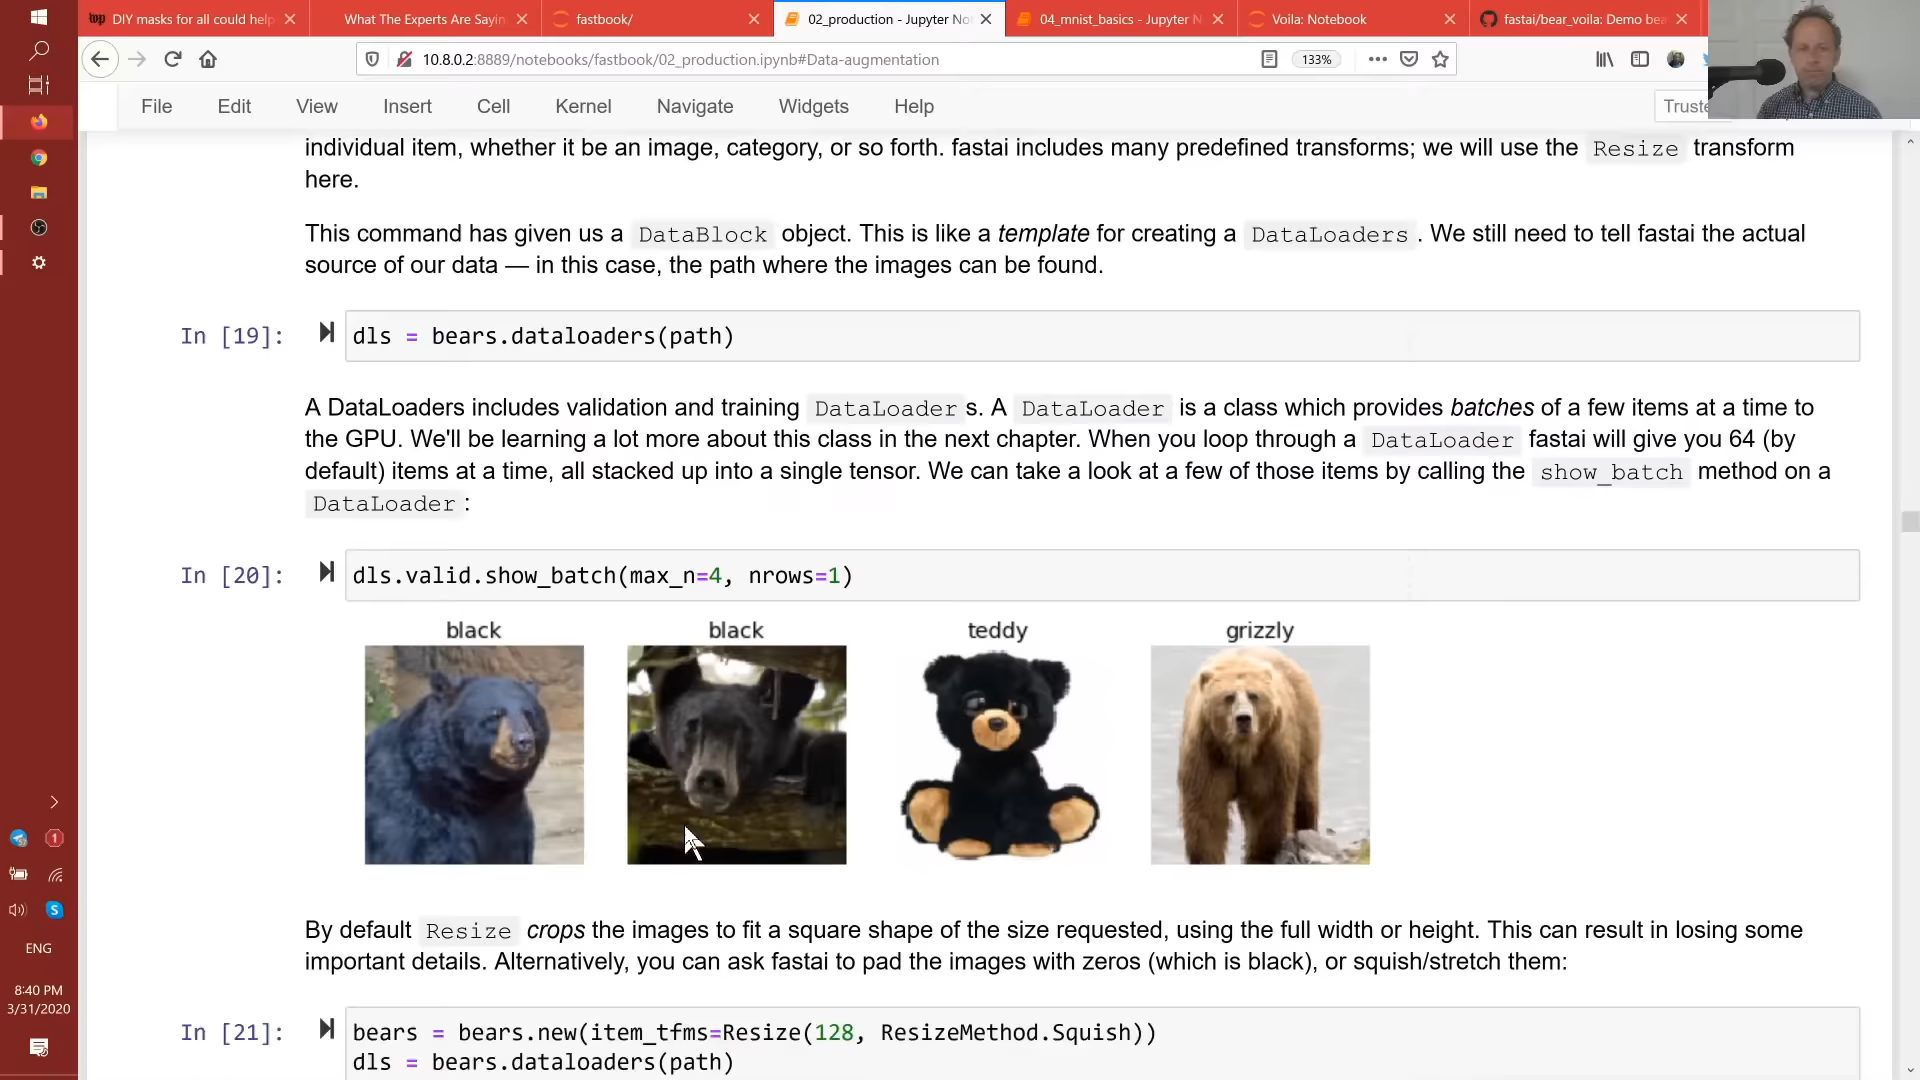 DIY masks for all could help
What The Experts Are Sayin
fastbook/
02_production - Jupyter No
04_mnist_basics - Jupyter N
Voila: Notebook
fastai/bear_voila: Demo bea
10.8.0.2:8889/notebooks/fastbook/02_production.ipynb#Data-augmentation
133%
File Edit View Insert Cell Kernel Navigate Widgets Help
Truste
individual item, whether it be an image, category, or so forth. fastai includes many predefined transforms; we will use the Resize transform
here.
This command has given us a DataBlock object. This is like a template for creating a DataLoaders. We still need to tell fastai the actual
source of our data — in this case, the path where the images can be found.
In [19]: dls = bears.dataloaders(path)
A DataLoaders includes validation and training DataLoaders. A DataLoader is a class which provides batches of a few items at a time to
the GPU. We'll be learning a lot more about this class in the next chapter. When you loop through a DataLoader fastai will give you 64 (by
default) items at a time, all stacked up into a single tensor. We can take a look at a few of those items by calling the show_batch method on a
DataLoader:
In [20]: dls.valid.show_batch(max_n=4, nrows=1)
black black teddy grizzly
By default Resize crops the images to fit a square shape of the size requested, using the full width or height. This can result in losing some
important details. Alternatively, you can ask fastai to pad the images with zeros (which is black), or squish/stretch them:
In [21]: bears = bears.new(item_tfms=Resize(128, ResizeMethod.Squish))
dls = bears.dataloaders(path)
1
ENG
8:40 PM
3/31/2020